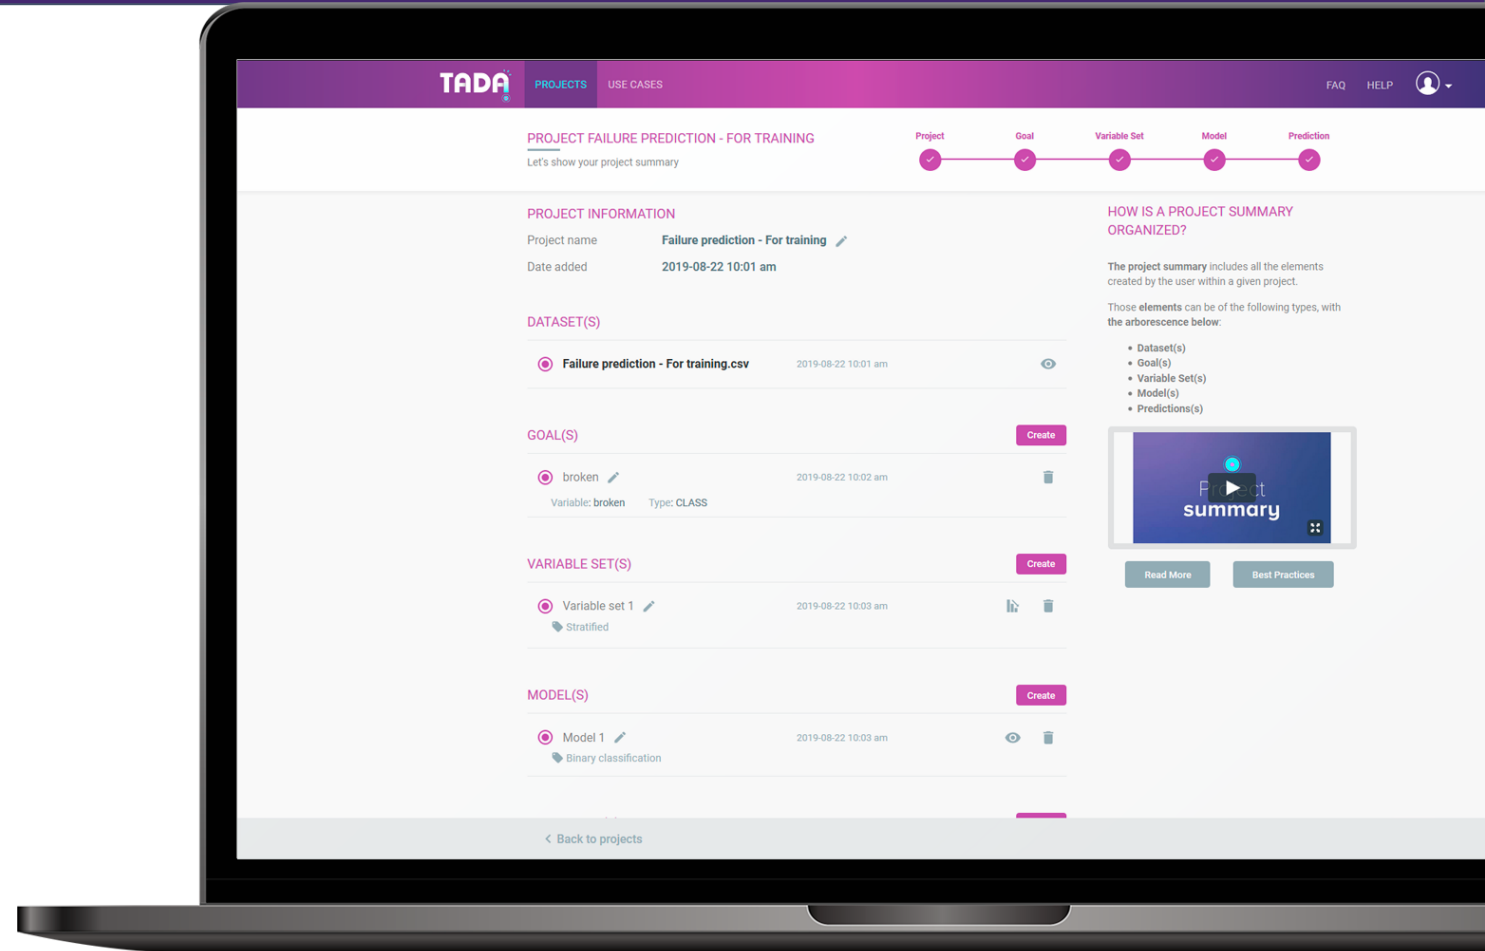 TADA
PROJECTS
USE CASES
FAQ
HELP
PROJECT FAILURE PREDICTION - FOR TRAINING
Let's show your project summary
Project
Goal
Variable Set
Model
Prediction
PROJECT INFORMATION
Project name
Failure prediction - For training
Date added
2019-08-22 10:01 am
DATASET(S)
Failure prediction - For training.csv
2019-08-22 10:01 am
GOAL(S)
Create
broken
2019-08-22 10:02 am
Variable: broken
Type: CLASS
VARIABLE SET(S)
Create
Variable set 1
2019-08-22 10:03 am
Stratified
MODEL(S)
Create
Model 1
2019-08-22 10:03 am
Binary classification
Back to projects
HOW IS A PROJECT SUMMARY
ORGANIZED?
The project summary includes all the elements
created by the user within a given project.
Those elements can be of the following types, with
the arborescence below:
Dataset(s)
Goal(s)
Variable Set(s)
Model(s)
Predictions(s)
Project
summary
Read More
Best Practices